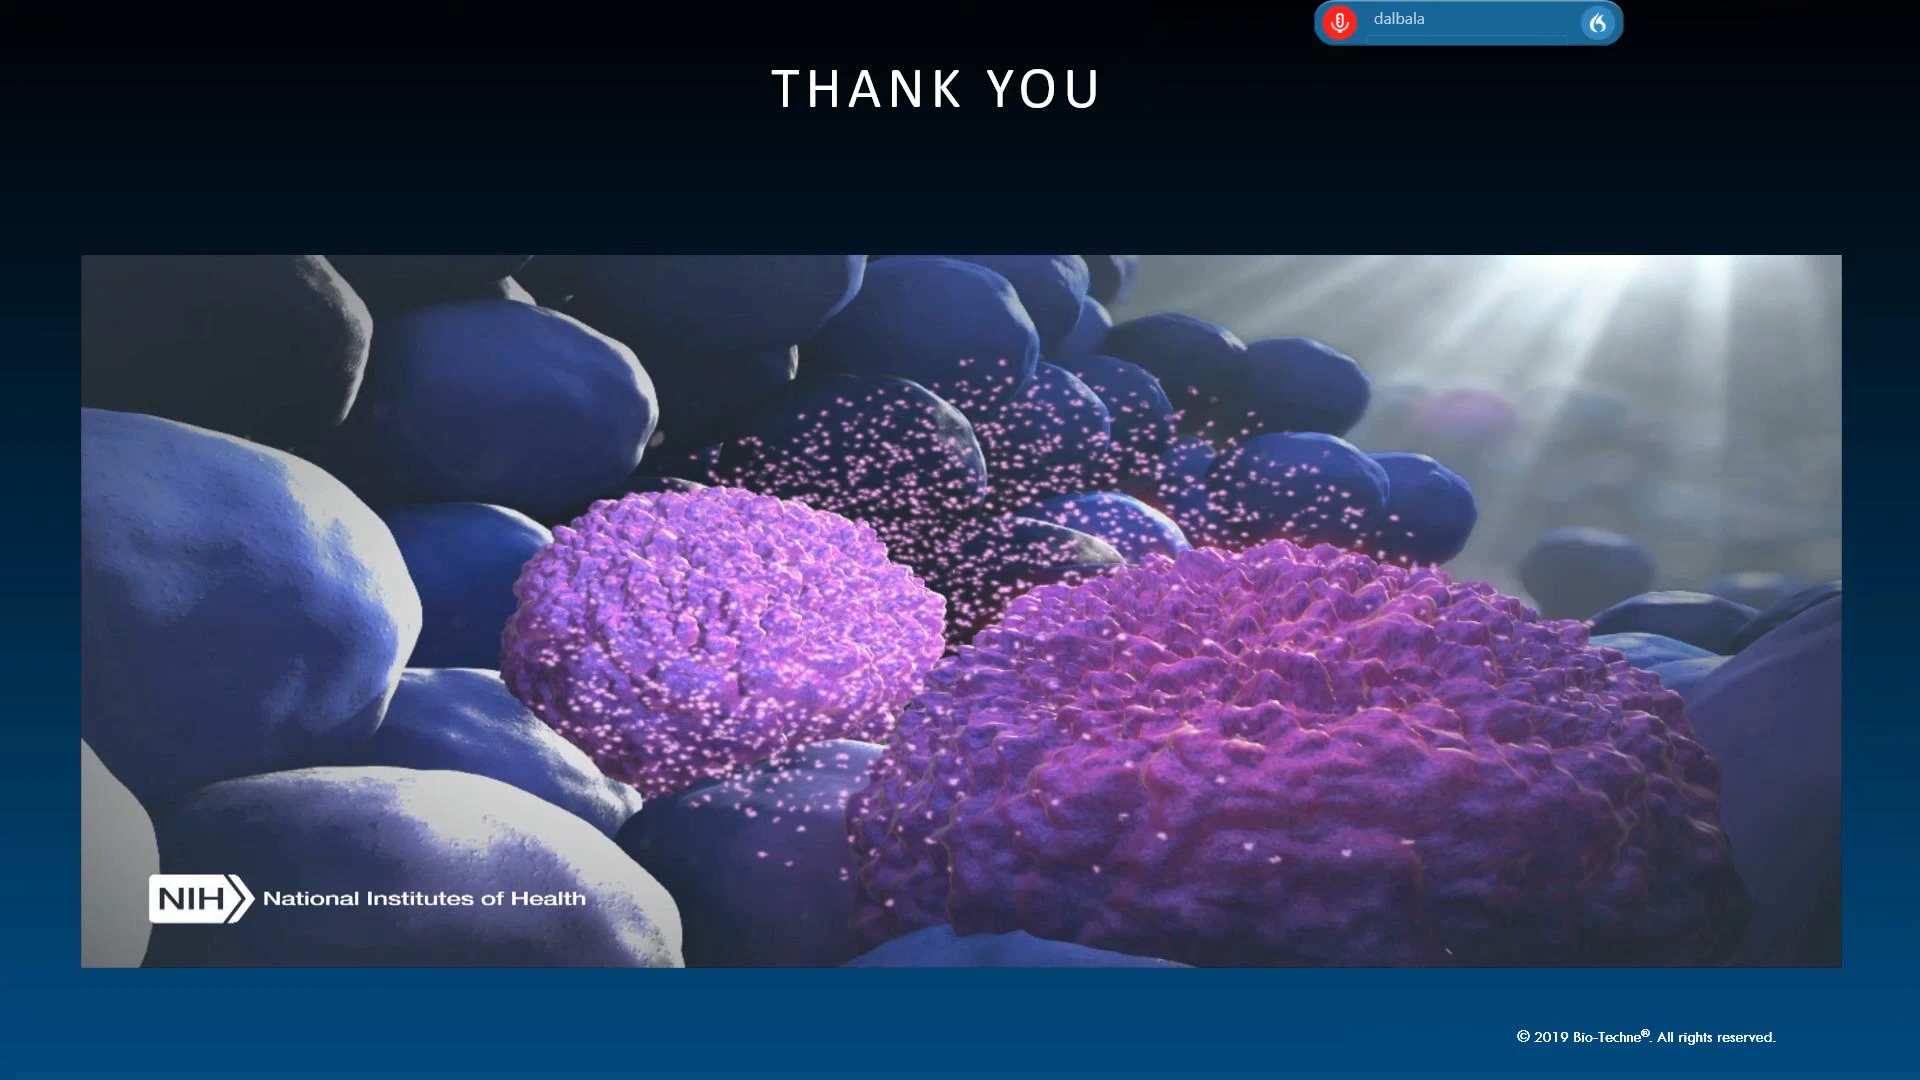 dalbala
THANK YOU
NIH National Institutes of Health
© 2019 Bio-Techne®. All rights reserved.